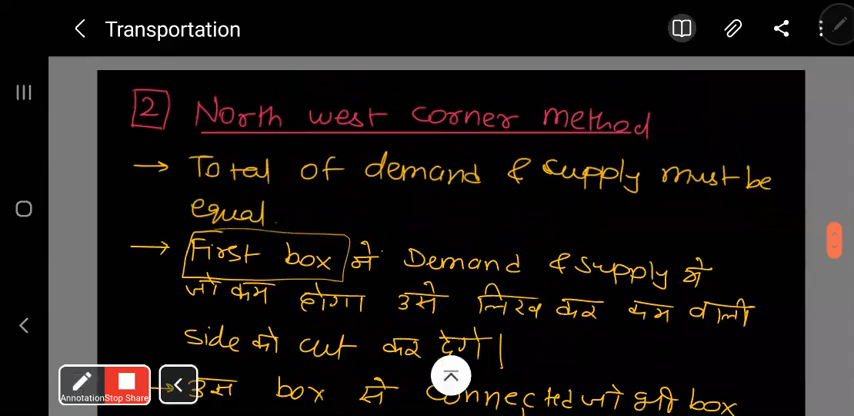 Transportation
2 North west corner method
→ Total of demand & supply must be
equal.
→ First box में Demand & supply में
जो कम होगा उसे लिख कर कम वाली
side को cut कर देगे|
→ उस box से connected जो भी box
Annotation Stop Share